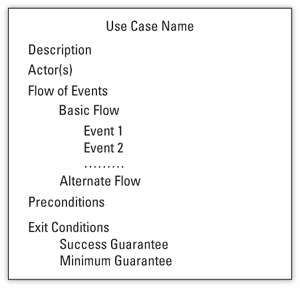 Use Case Name
Description
Actor(s)
Flow of Events
Basic Flow
Event 1
Event 2
.........
Alternate Flow
Preconditions
Exit Conditions
Success Guarantee
Minimum Guarantee